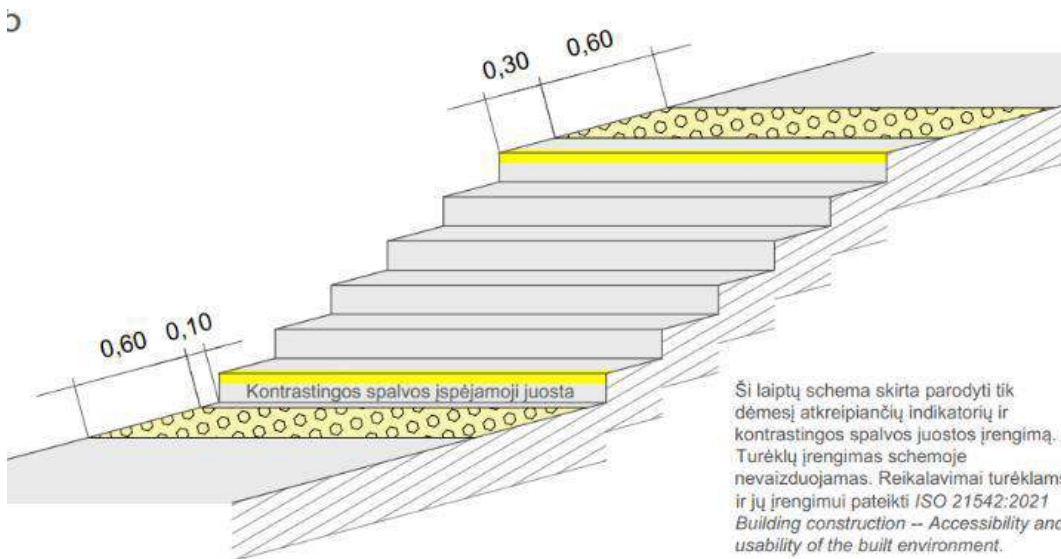 0,30
0,60
0,60
0,10
Kontrastingos spalvos įspėjamoji juosta
Ši laiptų schema skirta parodyti tik
dėmesį atkreipiančių indikatorių ir
kontrastingos spalvos juostos įrengimą.
Turėklų įrengimas schemoje
nevaizduojamas. Reikalavimai turėklams
ir jų įrengimui pateikti ISO 21542:2021
Building construction -- Accessibility and
usability of the built environment.